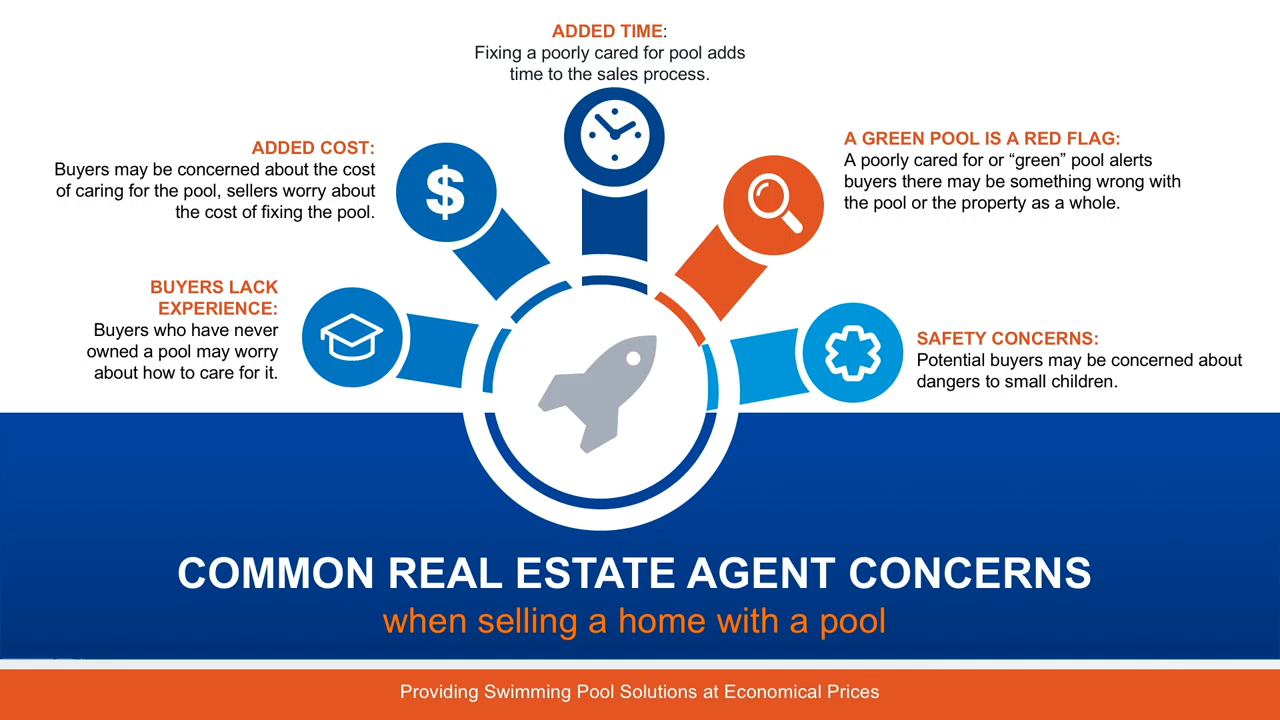 ADDED TIME:
Fixing a poorly cared for pool adds
time to the sales process.
ADDED COST:
Buyers may be concerned about the cost
of caring for the pool, sellers worry about
the cost of fixing the pool.
$
A GREEN POOL IS A RED FLAG:
A poorly cared for or “green” pool alerts
buyers there may be something wrong with
the pool or the property as a whole.
BUYERS LACK
EXPERIENCE:
Buyers who have never
owned a pool may worry
about how to care for it.
SAFETY CONCERNS:
Potential buyers may be concerned about
dangers to small children.
COMMON REAL ESTATE AGENT CONCERNS
when selling a home with a pool
Providing Swimming Pool Solutions at Economical Prices